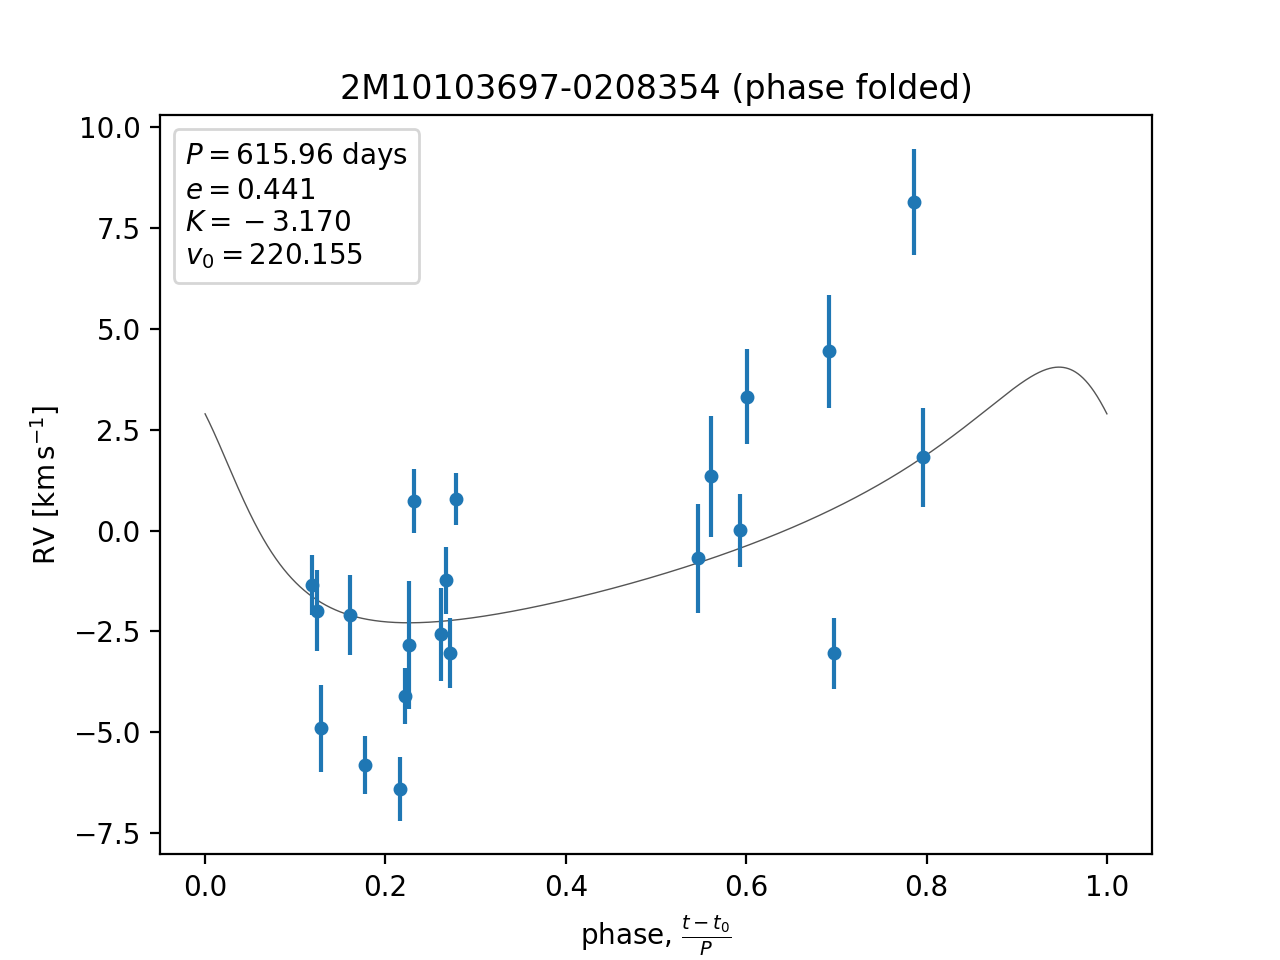 2M10103697-0208354 (phase folded)
P = 615.96 days
e = 0.441
K = −3.170
v₀ = 220.155
10.0
7.5
5.0
2.5
0.0
−2.5
−5.0
−7.5
RV [km s⁻¹]
0.0 0.2 0.4 0.6 0.8 1.0
phase, (t − t₀)/P